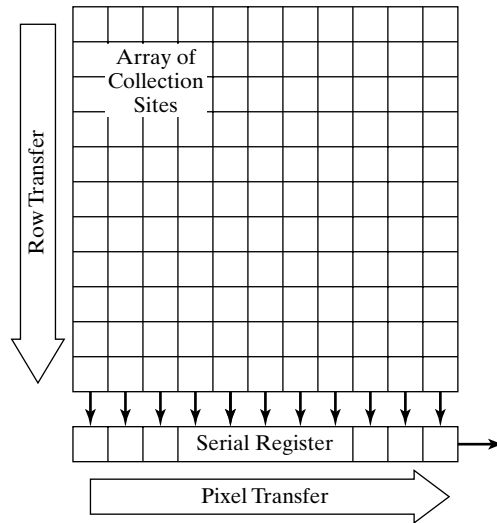 Array of
Collection
Sites
Row Transfer
Serial Register
Pixel Transfer